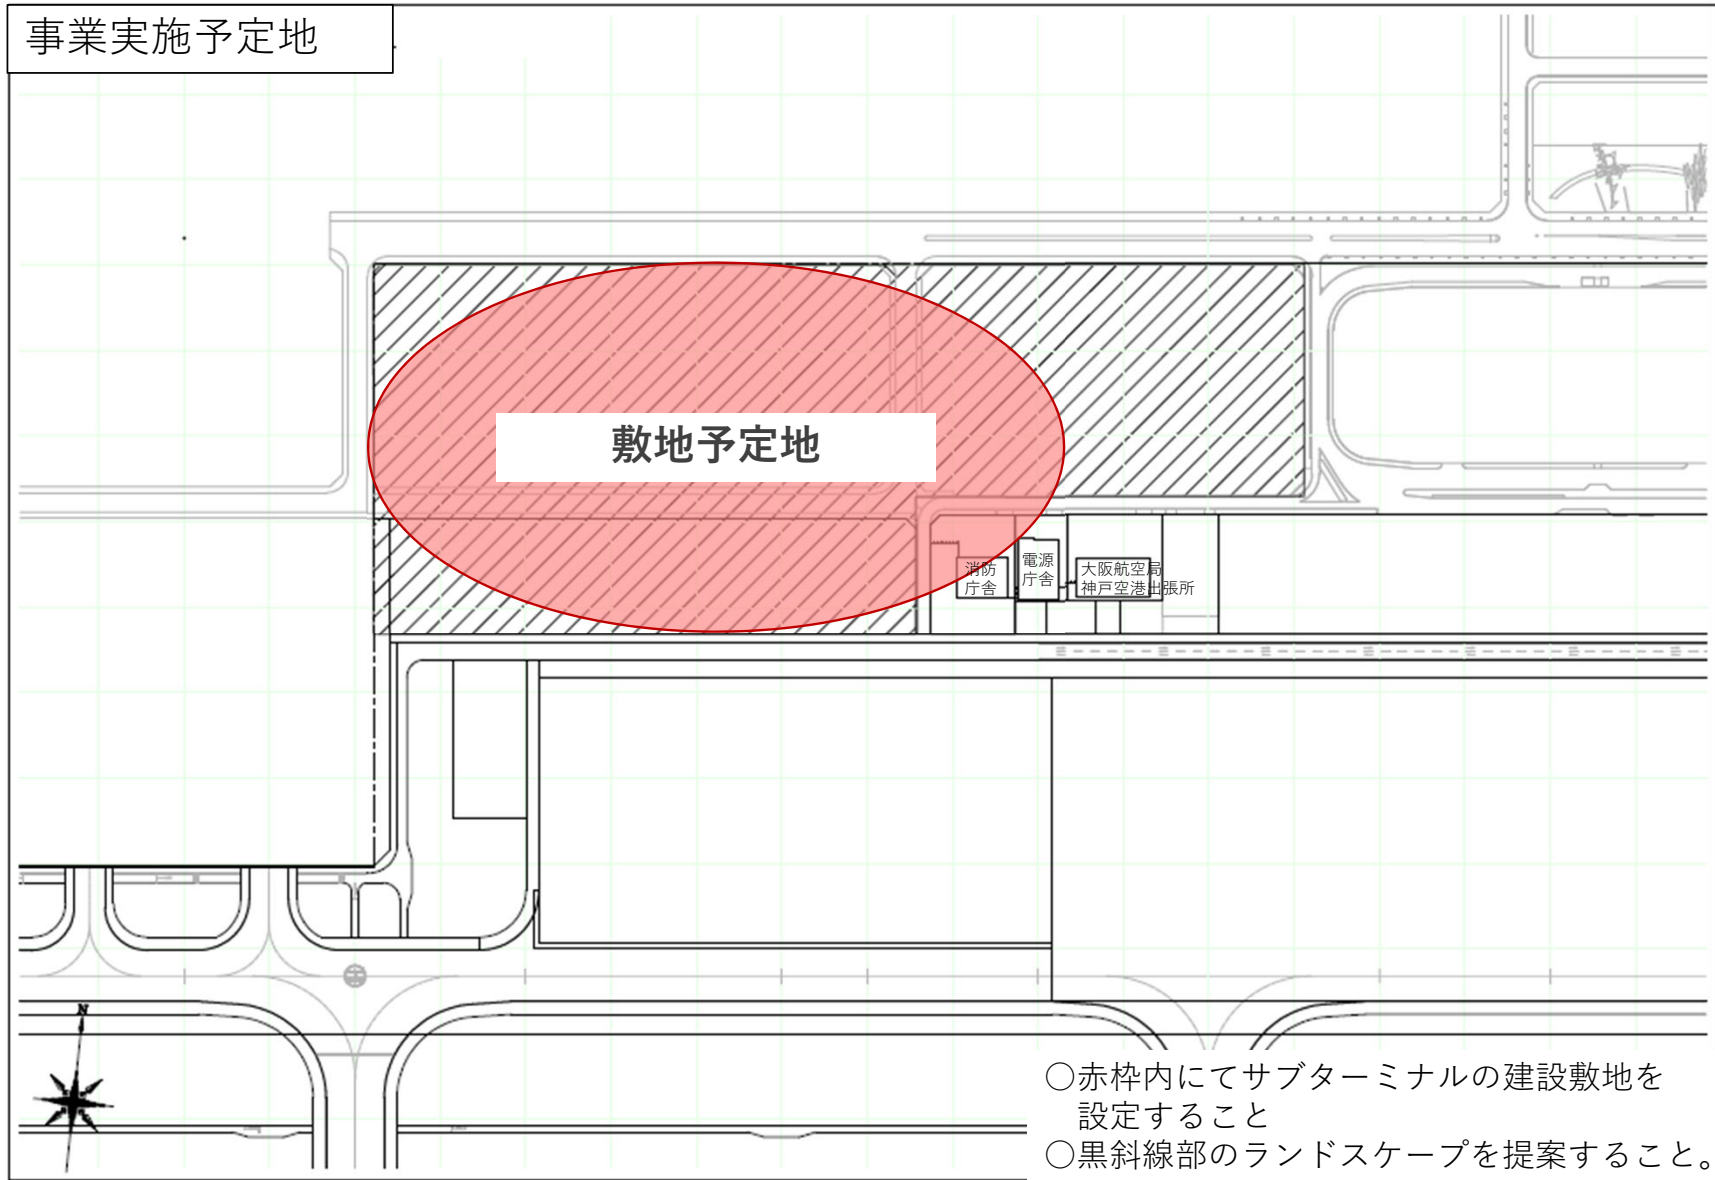 事業実施予定地
敷地予定地
消防
庁舎
電源
庁舎
大阪航空局
神戸空港出張所
N
○赤枠内にてサブターミナルの建設敷地を
設定すること
○黒斜線部のランドスケープを提案すること。